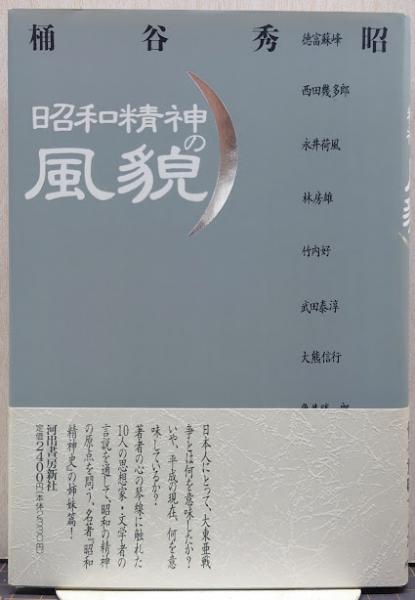 桶谷秀昭
昭和精神の
風貌
徳富蘇峰
西田幾多郎
永井荷風
林房雄
竹内好
武田泰淳
大熊信行
日本人にとって、大東亜戦
争とは何を意味したか?
いや、平成の現在、何を意
味しているか?
著者の心の琴線に触れた
10人の思想家・文学者の
言説を通して、昭和の精神
の原点を問う、名著『昭和
精神史』の姉妹篇!
河出書房新社
定価2400円(本体